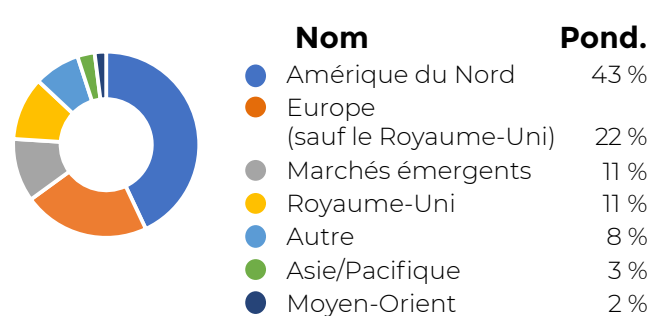 Nom Pond.
Amérique du Nord 43 %
Europe
(sauf le Royaume-Uni) 22 %
Marchés émergents 11 %
Royaume-Uni 11 %
Autre 8 %
Asie/Pacifique 3 %
Moyen-Orient 2 %